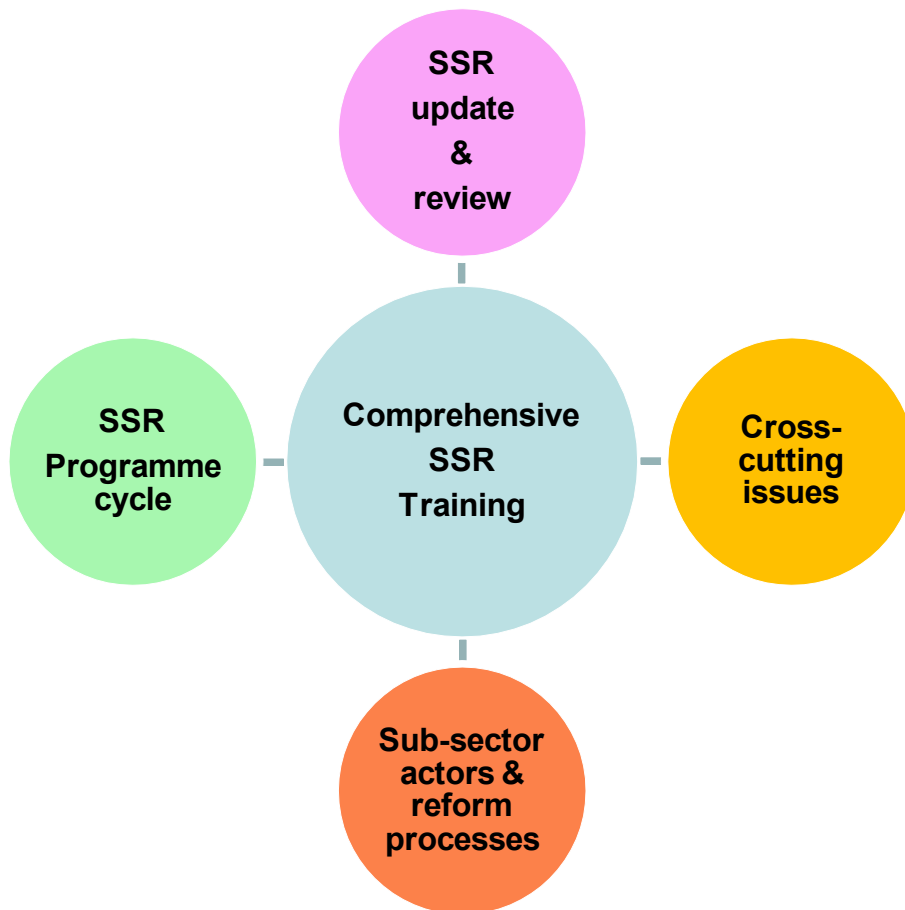 SSR
update
&
review
SSR
Programme
cycle
Comprehensive
SSR
Training
Cross-
cutting
issues
Sub-sector
actors &
reform
processes